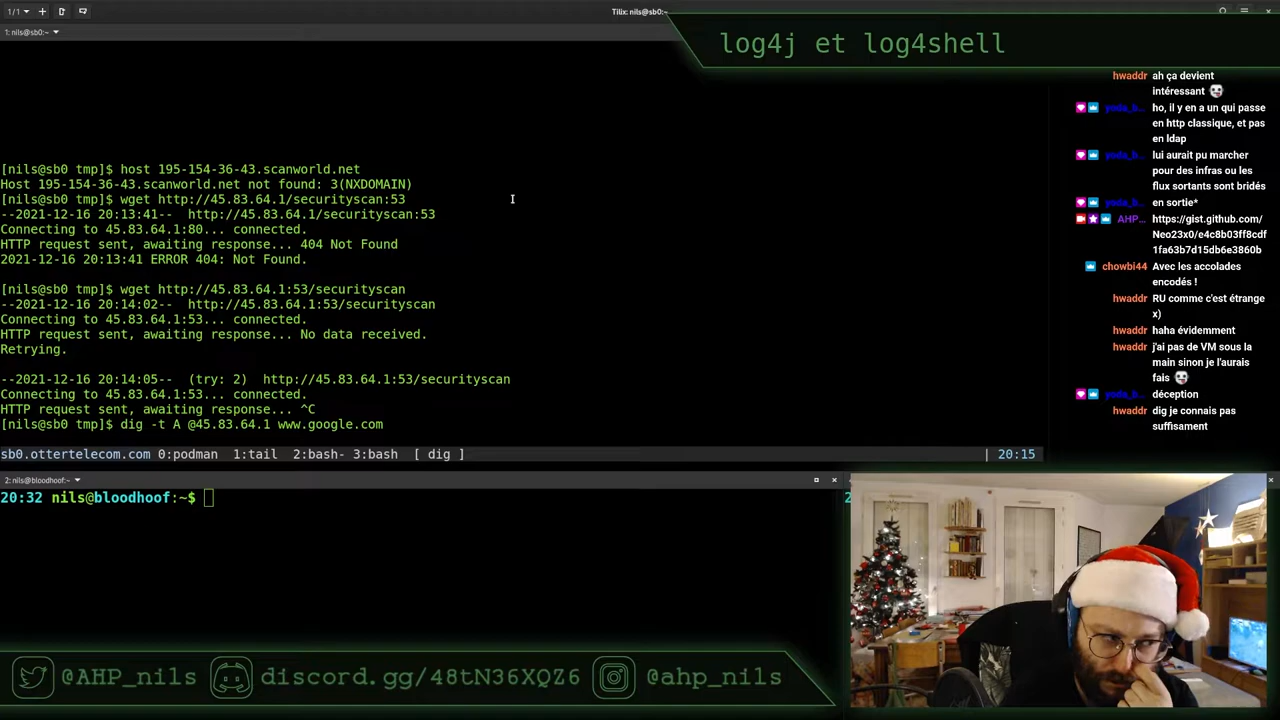 1/1
Tilix: nils@sb0:~
1: nils@sb0:~
log4j et log4shell
[nils@sb0 tmp]$ host 195-154-36-43.scanworld.net
Host 195-154-36-43.scanworld.net not found: 3(NXDOMAIN)
[nils@sb0 tmp]$ wget http://45.83.64.1/securityscan:53
--2021-12-16 20:13:41-- http://45.83.64.1/securityscan:53
Connecting to 45.83.64.1:80... connected.
HTTP request sent, awaiting response... 404 Not Found
2021-12-16 20:13:41 ERROR 404: Not Found.
[nils@sb0 tmp]$ wget http://45.83.64.1:53/securityscan
--2021-12-16 20:14:02-- http://45.83.64.1:53/securityscan
Connecting to 45.83.64.1:53... connected.
HTTP request sent, awaiting response... No data received.
Retrying.
--2021-12-16 20:14:05-- (try: 2) http://45.83.64.1:53/securityscan
Connecting to 45.83.64.1:53... connected.
HTTP request sent, awaiting response... ^C
[nils@sb0 tmp]$ dig -t A @45.83.64.1 www.google.com
sb0.ottertelecom.com 0:podman 1:tail 2:bash- 3:bash [ dig ] | 20:15
hwaddr ah ça devient
intéressant
yoda_b... ho, il y en a un qui passe
en http classique, et pas
en ldap
yoda_b... lui aurait pu marcher
pour des infras ou les
flux sortants sont bridés
yoda_b... en sortie*
AHP... https://gist.github.com/
Neo23x0/e4c8b03ff8cdf
1fa63b7d15db6e3860b
chowbi44 Avec les accolades
encodés !
hwaddr RU comme c'est étrange
x)
hwaddr haha évidemment
hwaddr j'ai pas de VM sous la
main sinon je l'aurais
fais
yoda_b... déception
hwaddr dig je connais pas
suffisament
2: nils@bloodhoof:~
20:32 nils@bloodhoof:~$
@AHP_nils discord.gg/48tN36XQZ6 @ahp_nils